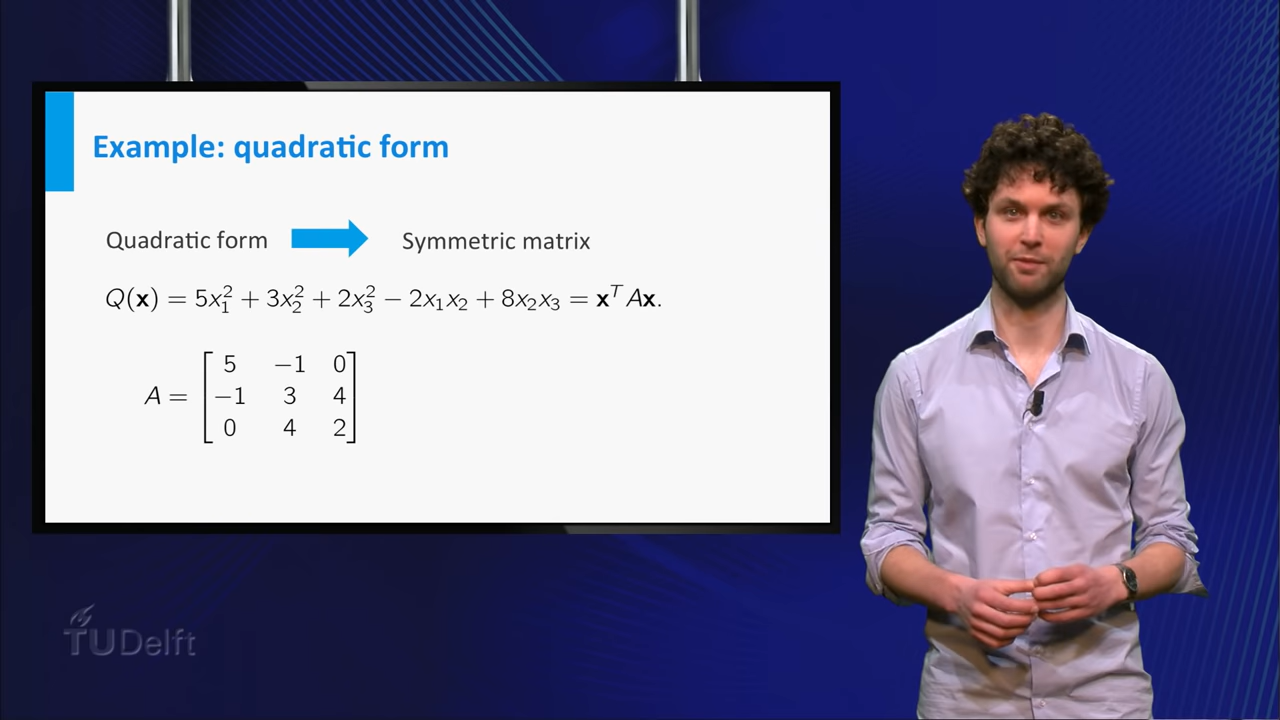 Example: quadratic form
Quadratic form Symmetric matrix
Q(x) = 5x₁² + 3x₂² + 2x₃² − 2x₁x₂ + 8x₂x₃ = xᵀAx.
A = [5 −1 0
−1 3 4
0 4 2]
TUDelft